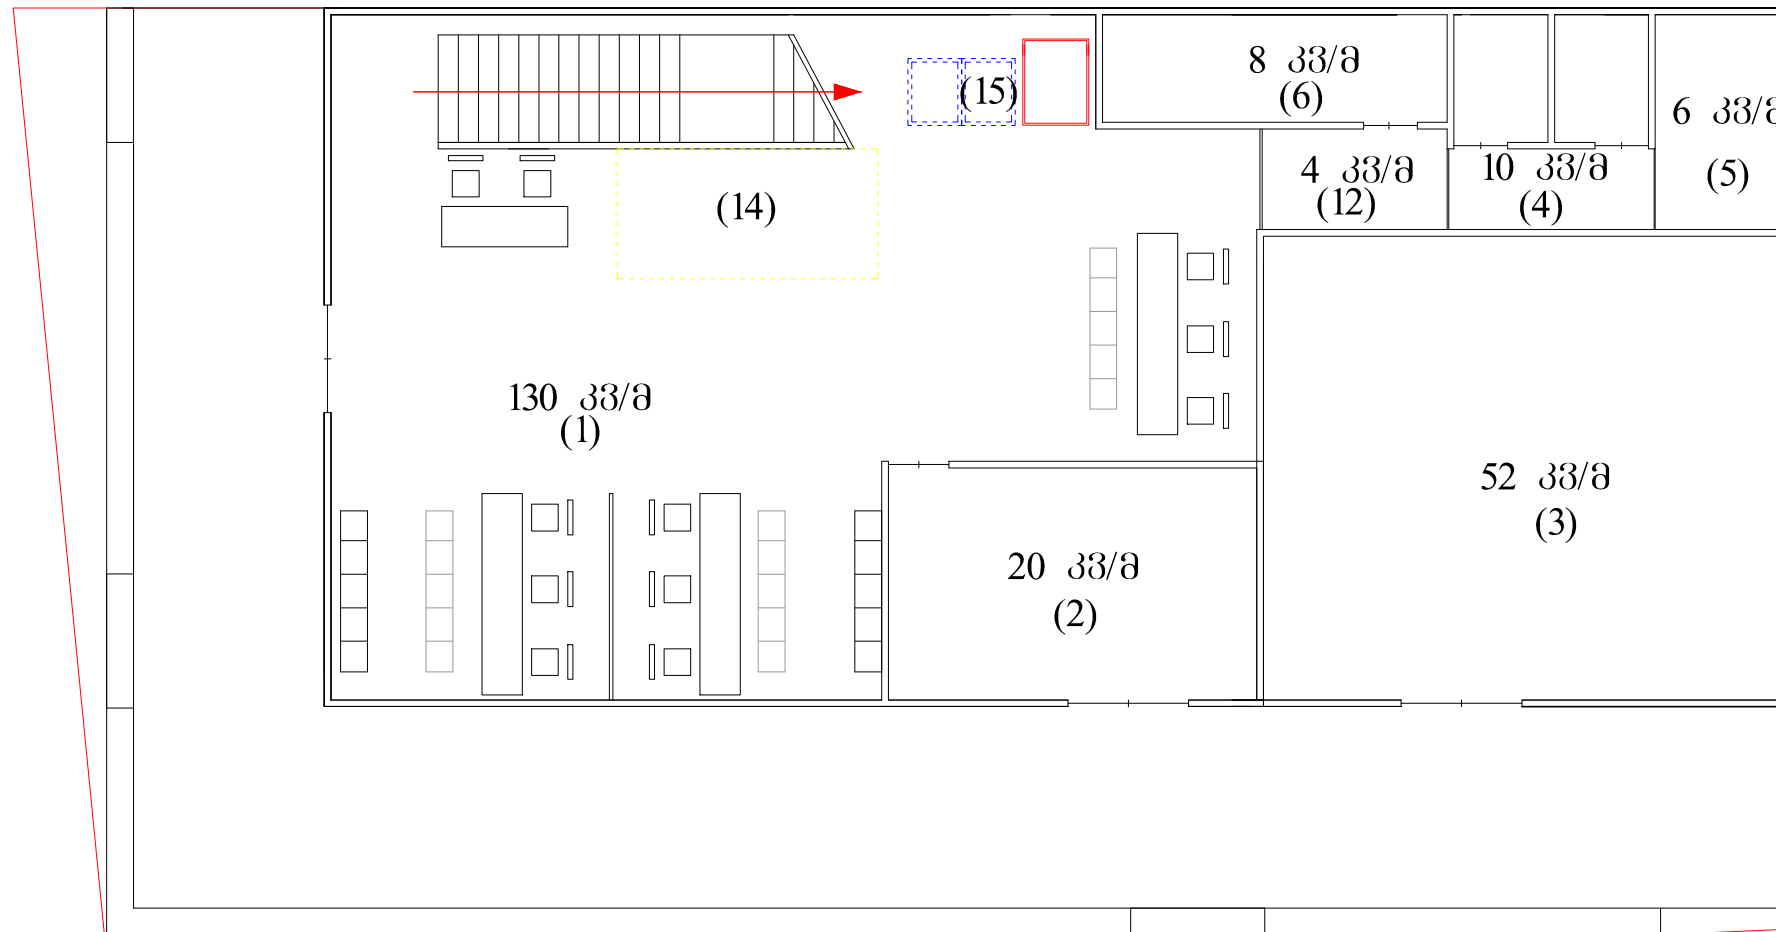 8 კვ/მ
(6)
(15)
6 კვ/მ
(5)
4 კვ/მ
(12)
10 კვ/მ
(4)
(14)
130 კვ/მ
(1)
52 კვ/მ
(3)
20 კვ/მ
(2)